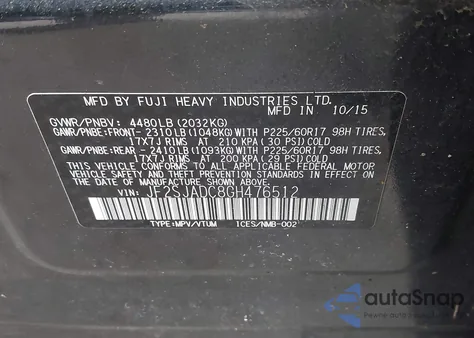 MFD BY FUJI HEAVY INDUSTRIES LTD.
MFD IN 10/15
GVWR/PNBV: 4480LB (2032KG)
GAWR/PNBE:FRONT- 2310LB (1048KG) WITH P225/60R17 98H TIRES,
17X7J RIMS AT 210 KPA (30 PSI) COLD
GAWR/PNBE:REAR - 2410LB (1093KG) WITH P225/60R17 98H TIRES,
17X7J RIMS AT 200 KPA (29 PSI) COLD
THIS VEHICLE CONFORMS TO ALL APPLICABLE FEDERAL MOTOR
VEHICLE SAFETY STANDARDS IN EFFECT ON THE DATE OF
MANUFACTURE SHOWN ABOVE.
VIN: JF2SJADC8GH476512
TYPE:MPV/VTUM ICES/NMB-002
autoSnap
Powered by auto auctions